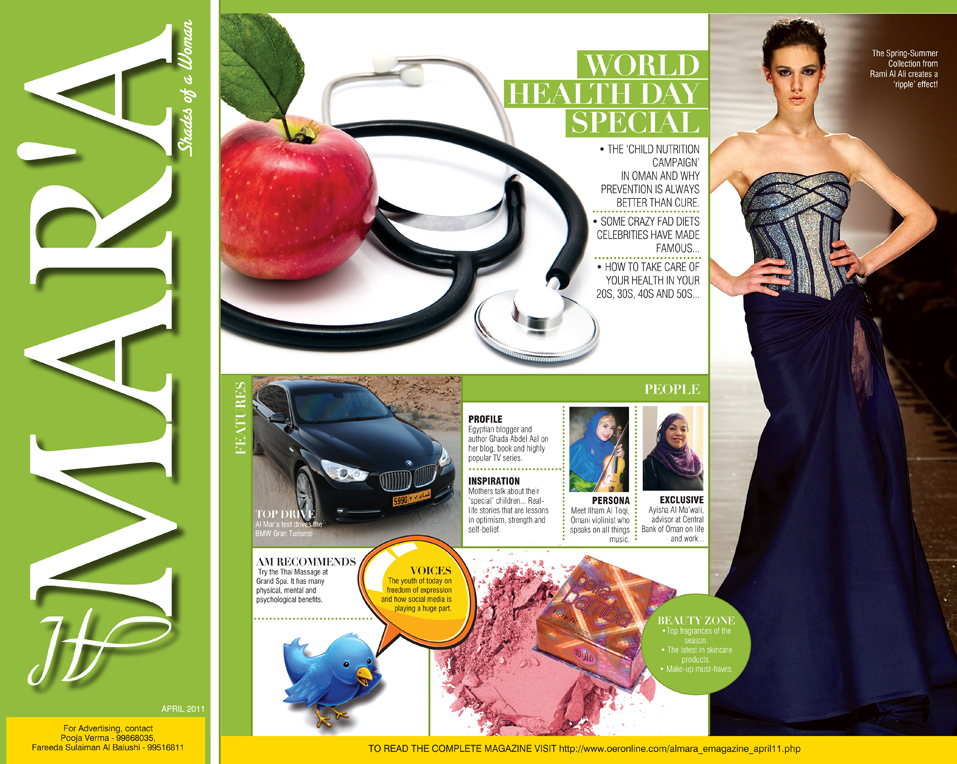 Al MAR'A
Shades of a Woman
APRIL 2011
For Advertising, contact
Pooja Verma - 99868035,
Fareeda Sulaiman Al Balushi - 99516811
WORLD
HEALTH DAY
SPECIAL
• THE 'CHILD NUTRITION
CAMPAIGN'
IN OMAN AND WHY
PREVENTION IS ALWAYS
BETTER THAN CURE.
• SOME CRAZY FAD DIETS
CELEBRITIES HAVE MADE
FAMOUS...
• HOW TO TAKE CARE OF
YOUR HEALTH IN YOUR
20S, 30S, 40S AND 50S...
The Spring-Summer
Collection from
Rami Al Ali creates a
'ripple' effect!
FEATURES
TOP DRIVE
Al Mar'a test drives the
BMW Gran Turismo
5990
PEOPLE
PROFILE
Egyptian blogger and
author Ghada Abdel Aal on
her blog, book and highly
popular TV series.
INSPIRATION
Mothers talk about their
'special' children... Real-
life stories that are lessons
in optimism, strength and
self-belief.
PERSONA
Meet Ilham Al Toqi,
Omani violinist who
speaks on all things
music.
EXCLUSIVE
Ayisha Al Ma'wali,
advisor at Central
Bank of Oman on life
and work...
AM RECOMMENDS
Try the Thai Massage at
Grand Spa. It has many
physical, mental and
psychological benefits.
VOICES
The youth of today on
freedom of expression
and how social media is
playing a huge part.
BEAUTY ZONE
• Top fragrances of the
season.
• The latest in skincare
products.
• Make-up must-haves.
TO READ THE COMPLETE MAGAZINE VISIT http://www.oeronline.com/almara_emagazine_april11.php